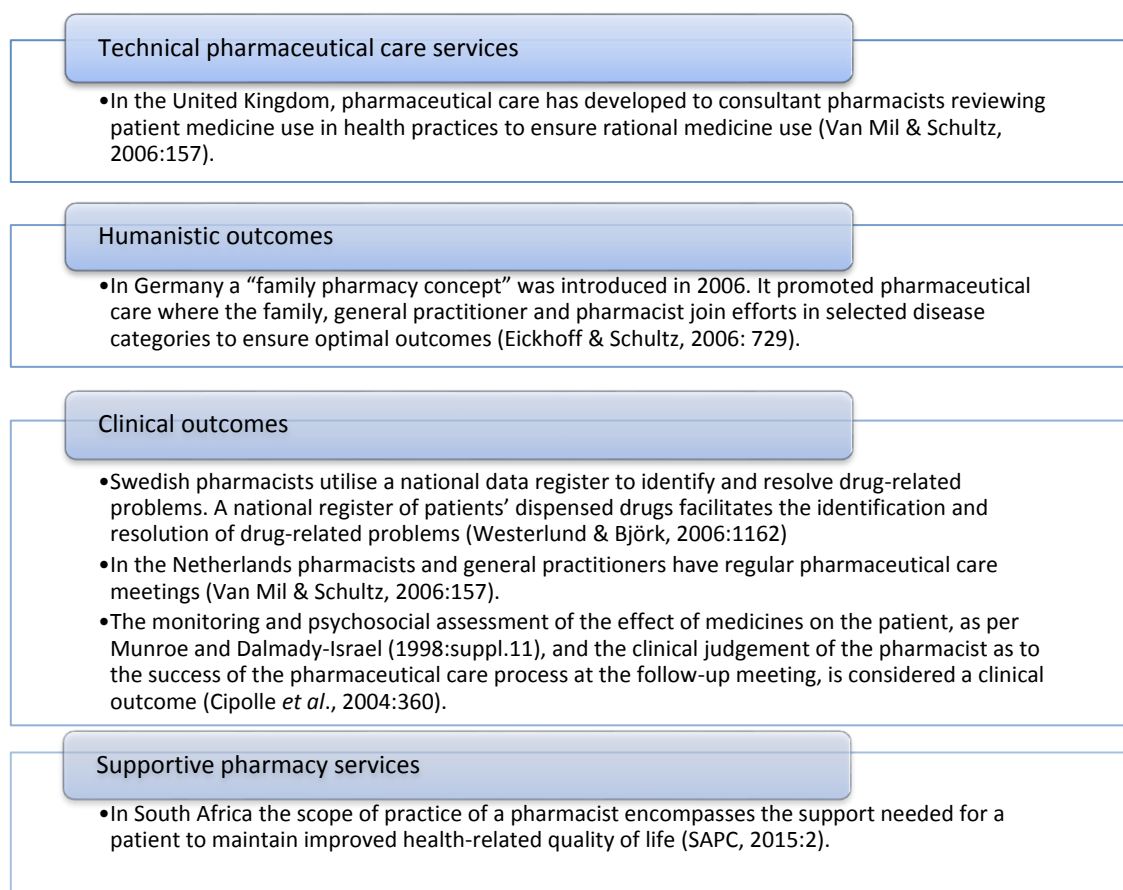 Technical pharmaceutical care services
•In the United Kingdom, pharmaceutical care has developed to consultant pharmacists reviewing
patient medicine use in health practices to ensure rational medicine use (Van Mil & Schultz,
2006:157).
Humanistic outcomes
•In Germany a “family pharmacy concept” was introduced in 2006. It promoted pharmaceutical
care where the family, general practitioner and pharmacist join efforts in selected disease
categories to ensure optimal outcomes (Eickhoff & Schultz, 2006: 729).
Clinical outcomes
•Swedish pharmacists utilise a national data register to identify and resolve drug-related
problems. A national register of patients’ dispensed drugs facilitates the identification and
resolution of drug-related problems (Westerlund & Björk, 2006:1162)
•In the Netherlands pharmacists and general practitioners have regular pharmaceutical care
meetings (Van Mil & Schultz, 2006:157).
•The monitoring and psychosocial assessment of the effect of medicines on the patient, as per
Munroe and Dalmady-Israel (1998:suppl.11), and the clinical judgement of the pharmacist as to
the success of the pharmaceutical care process at the follow-up meeting, is considered a clinical
outcome (Cipolle et al., 2004:360).
Supportive pharmacy services
•In South Africa the scope of practice of a pharmacist encompasses the support needed for a
patient to maintain improved health-related quality of life (SAPC, 2015:2).